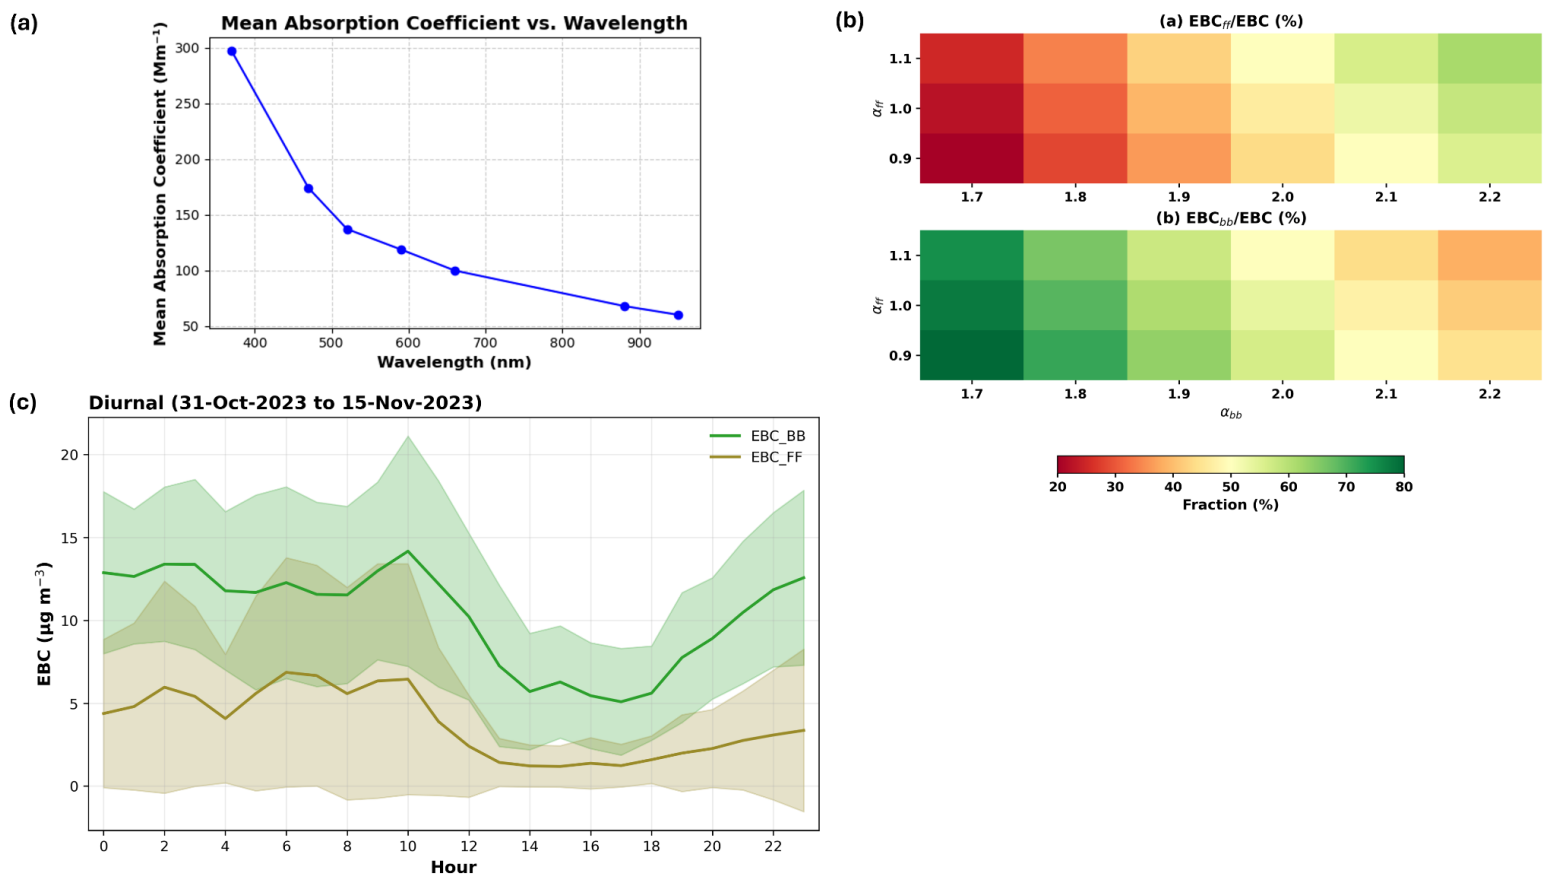 (a)
Mean Absorption Coefficient vs. Wavelength
Mean Absorption Coefficient (Mm⁻¹)
300
250
200
150
100
50
400 500 600 700 800 900
Wavelength (nm)
(b)
(a) EBC_ff/EBC (%)
α_ff
1.1
1.0
0.9
1.7 1.8 1.9 2.0 2.1 2.2
(b) EBC_bb/EBC (%)
α_ff
1.1
1.0
0.9
1.7 1.8 1.9 2.0 2.1 2.2
α_bb
20 30 40 50 60 70 80
Fraction (%)
(c)
Diurnal (31-Oct-2023 to 15-Nov-2023)
EBC_BB
EBC_FF
EBC (µg m⁻³)
20
15
10
5
0
0 2 4 6 8 10 12 14 16 18 20 22
Hour